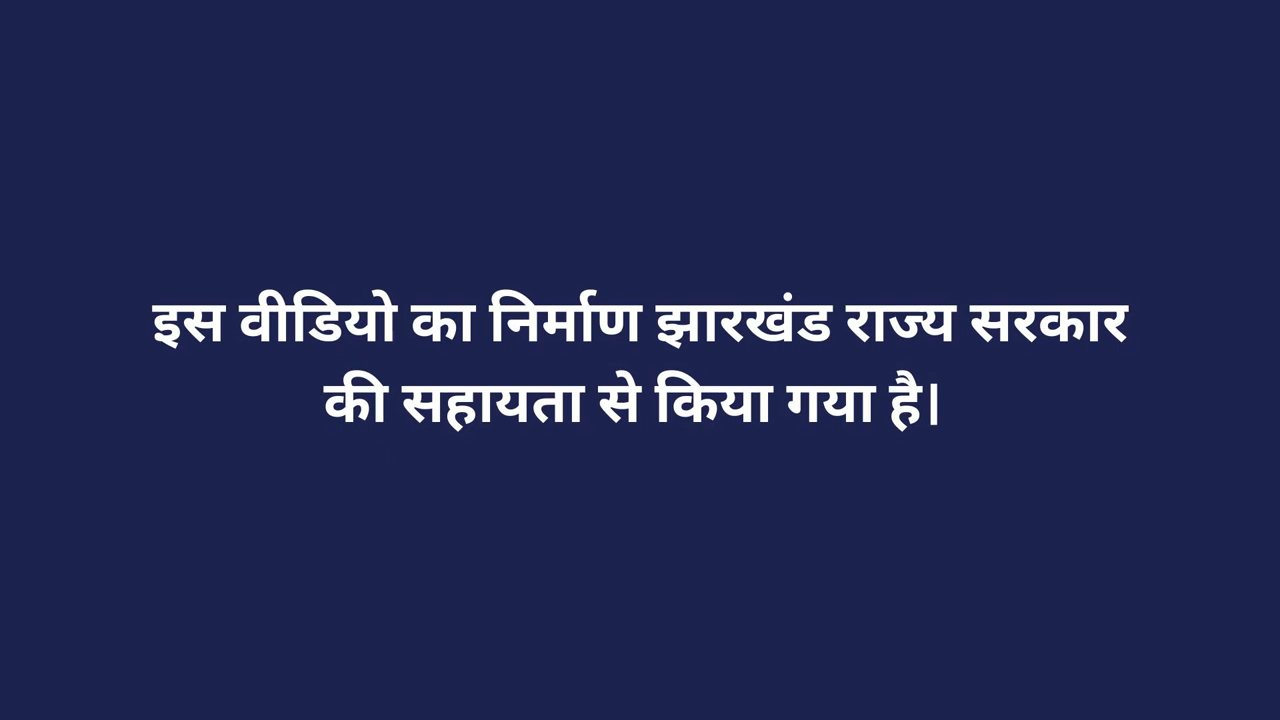 इस वीडियो का निर्माण झारखंड राज्य सरकार
की सहायता से किया गया है।